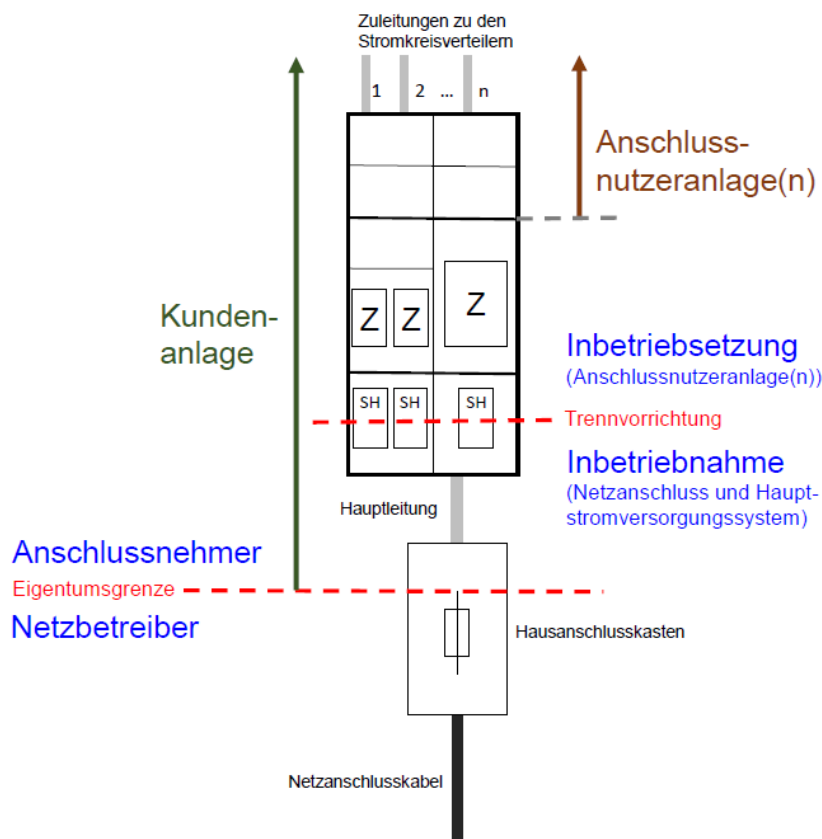 Zuleitungen zu den
Stromkreisverteilern
1 2 ... n
Anschluss-
nutzeranlage(n)
Z Z Z
Kunden-
anlage
Inbetriebsetzung
(Anschlussnutzeranlage(n))
SH SH SH
Trennvorrichtung
Inbetriebnahme
(Netzanschluss und Haupt-
stromversorgungssystem)
Hauptleitung
Anschlussnehmer
Eigentumsgrenze
Netzbetreiber
Hausanschlusskasten
Netzanschlusskabel